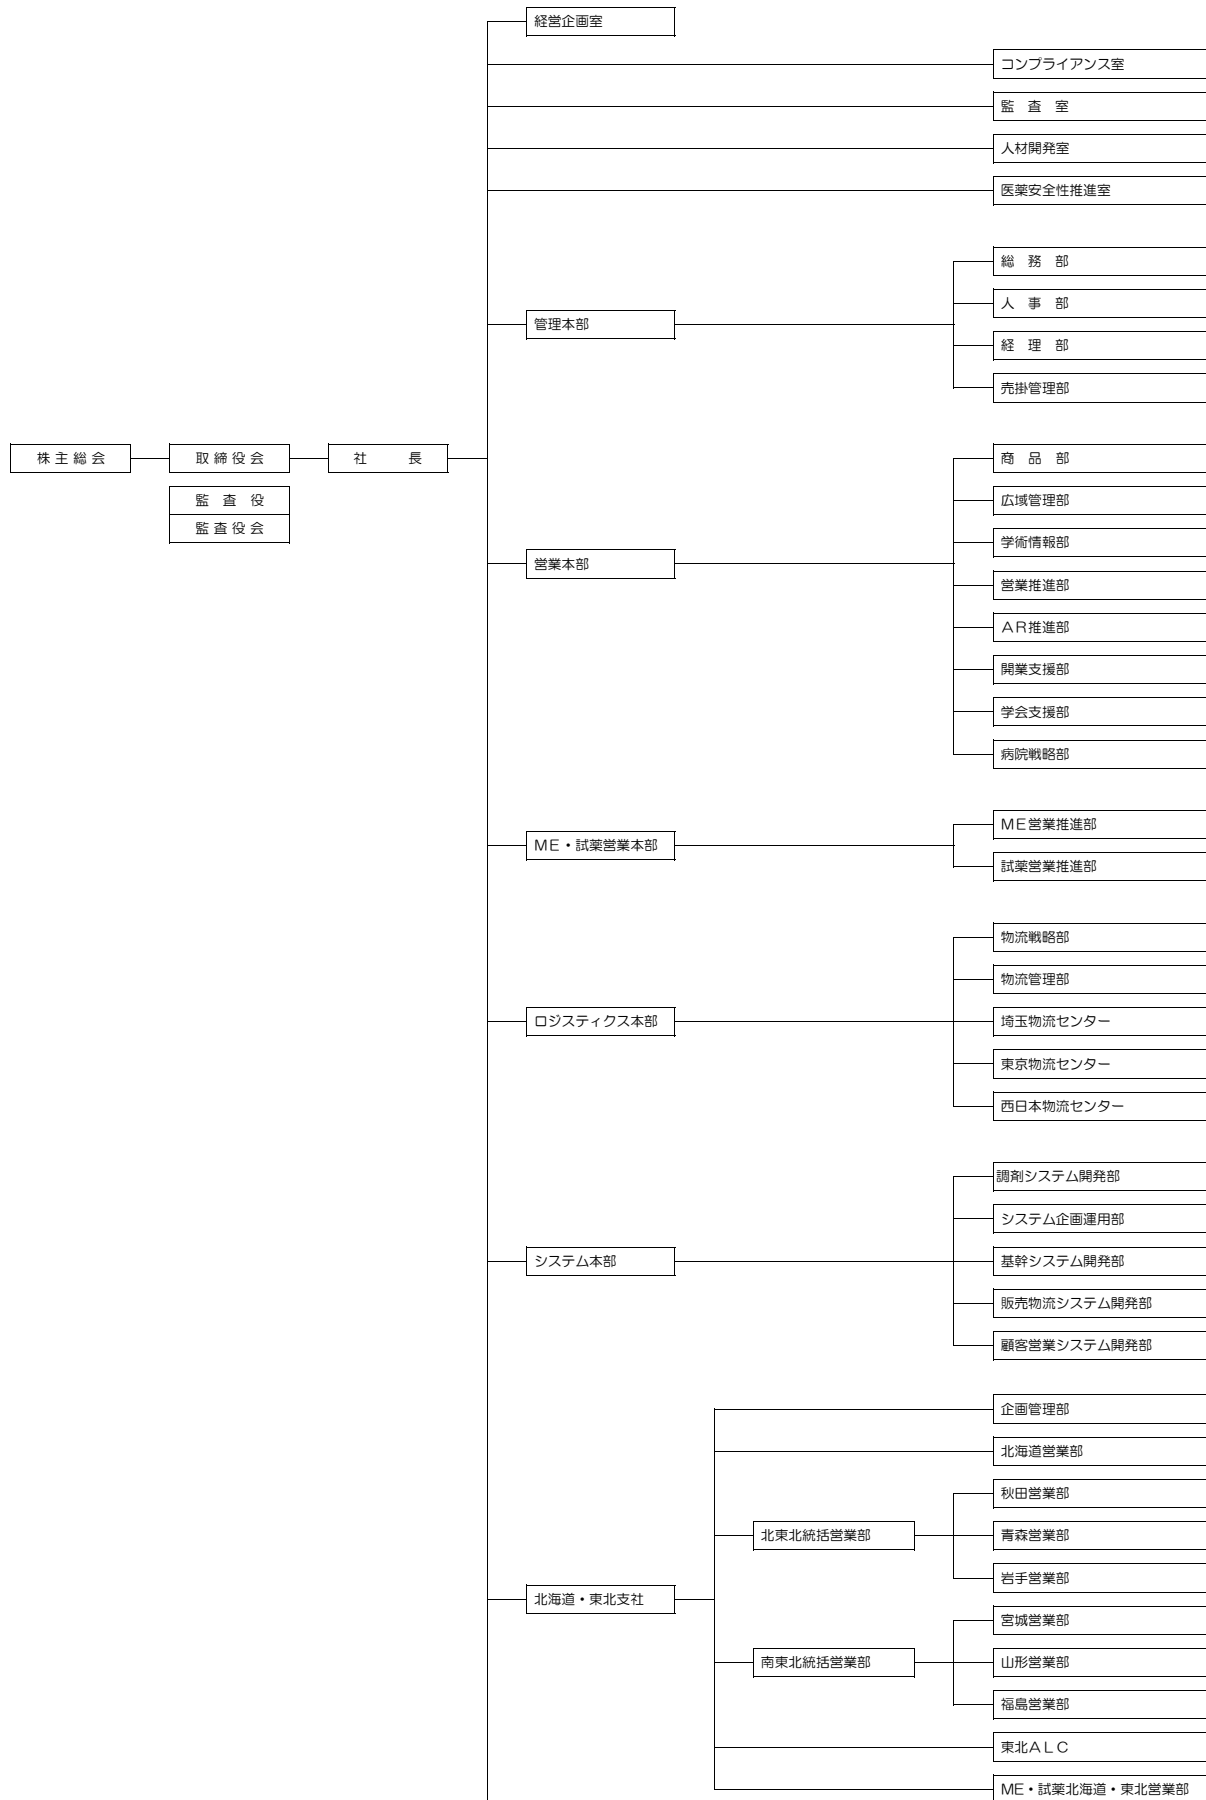 経営企画室
コンプライアンス室
監　査　室
人材開発室
医薬安全性推進室
総　務　部
人　事　部
管理本部
経　理　部
売掛管理部
株 主 総 会
取 締 役 会
社　　　長
監　査　役
監 査 役 会
商　品　部
広域管理部
学術情報部
営業本部
営業推進部
ＡＲ推進部
開業支援部
学会支援部
病院戦略部
ＭＥ営業推進部
ＭＥ・試薬営業本部
試薬営業推進部
物流戦略部
物流管理部
ロジスティクス本部
埼玉物流センター
東京物流センター
西日本物流センター
調剤システム開発部
システム企画運用部
システム本部
基幹システム開発部
販売物流システム開発部
顧客営業システム開発部
企画管理部
北海道営業部
秋田営業部
北東北統括営業部
青森営業部
岩手営業部
北海道・東北支社
宮城営業部
南東北統括営業部
山形営業部
福島営業部
東北ＡＬＣ
ＭＥ・試薬北海道・東北営業部